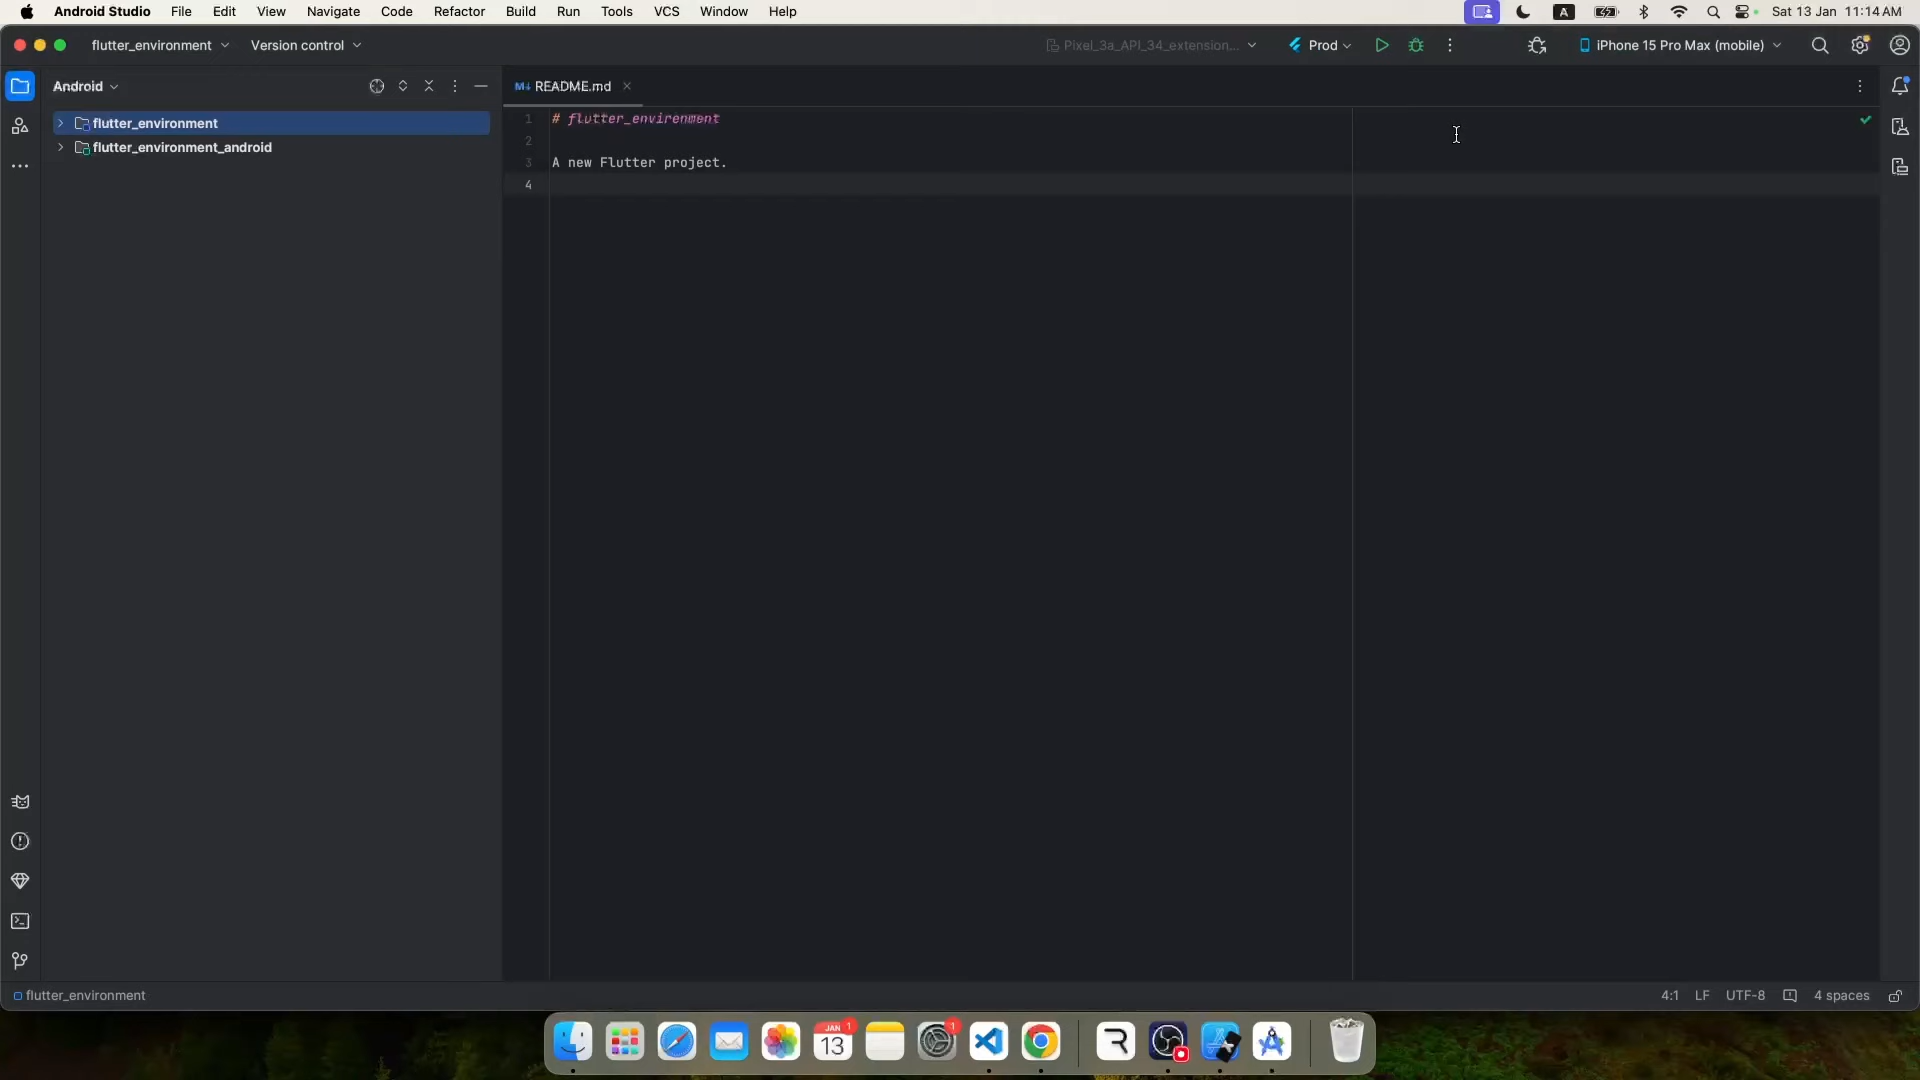 Android Studio File Edit View Navigate Code Refactor Build Run Tools VCS Window Help A Sat 13 Jan 11:14 AM
flutter_environment Version control Pixel_3a_API_34_extension... Prod iPhone 15 Pro Max (mobile)
Android M↓ README.md
flutter_environment
flutter_environment_android
1 # flutter_environment
2
3 A new Flutter project.
4
flutter_environment 4:1 LF UTF-8 4 spaces
JAN 1
13
1